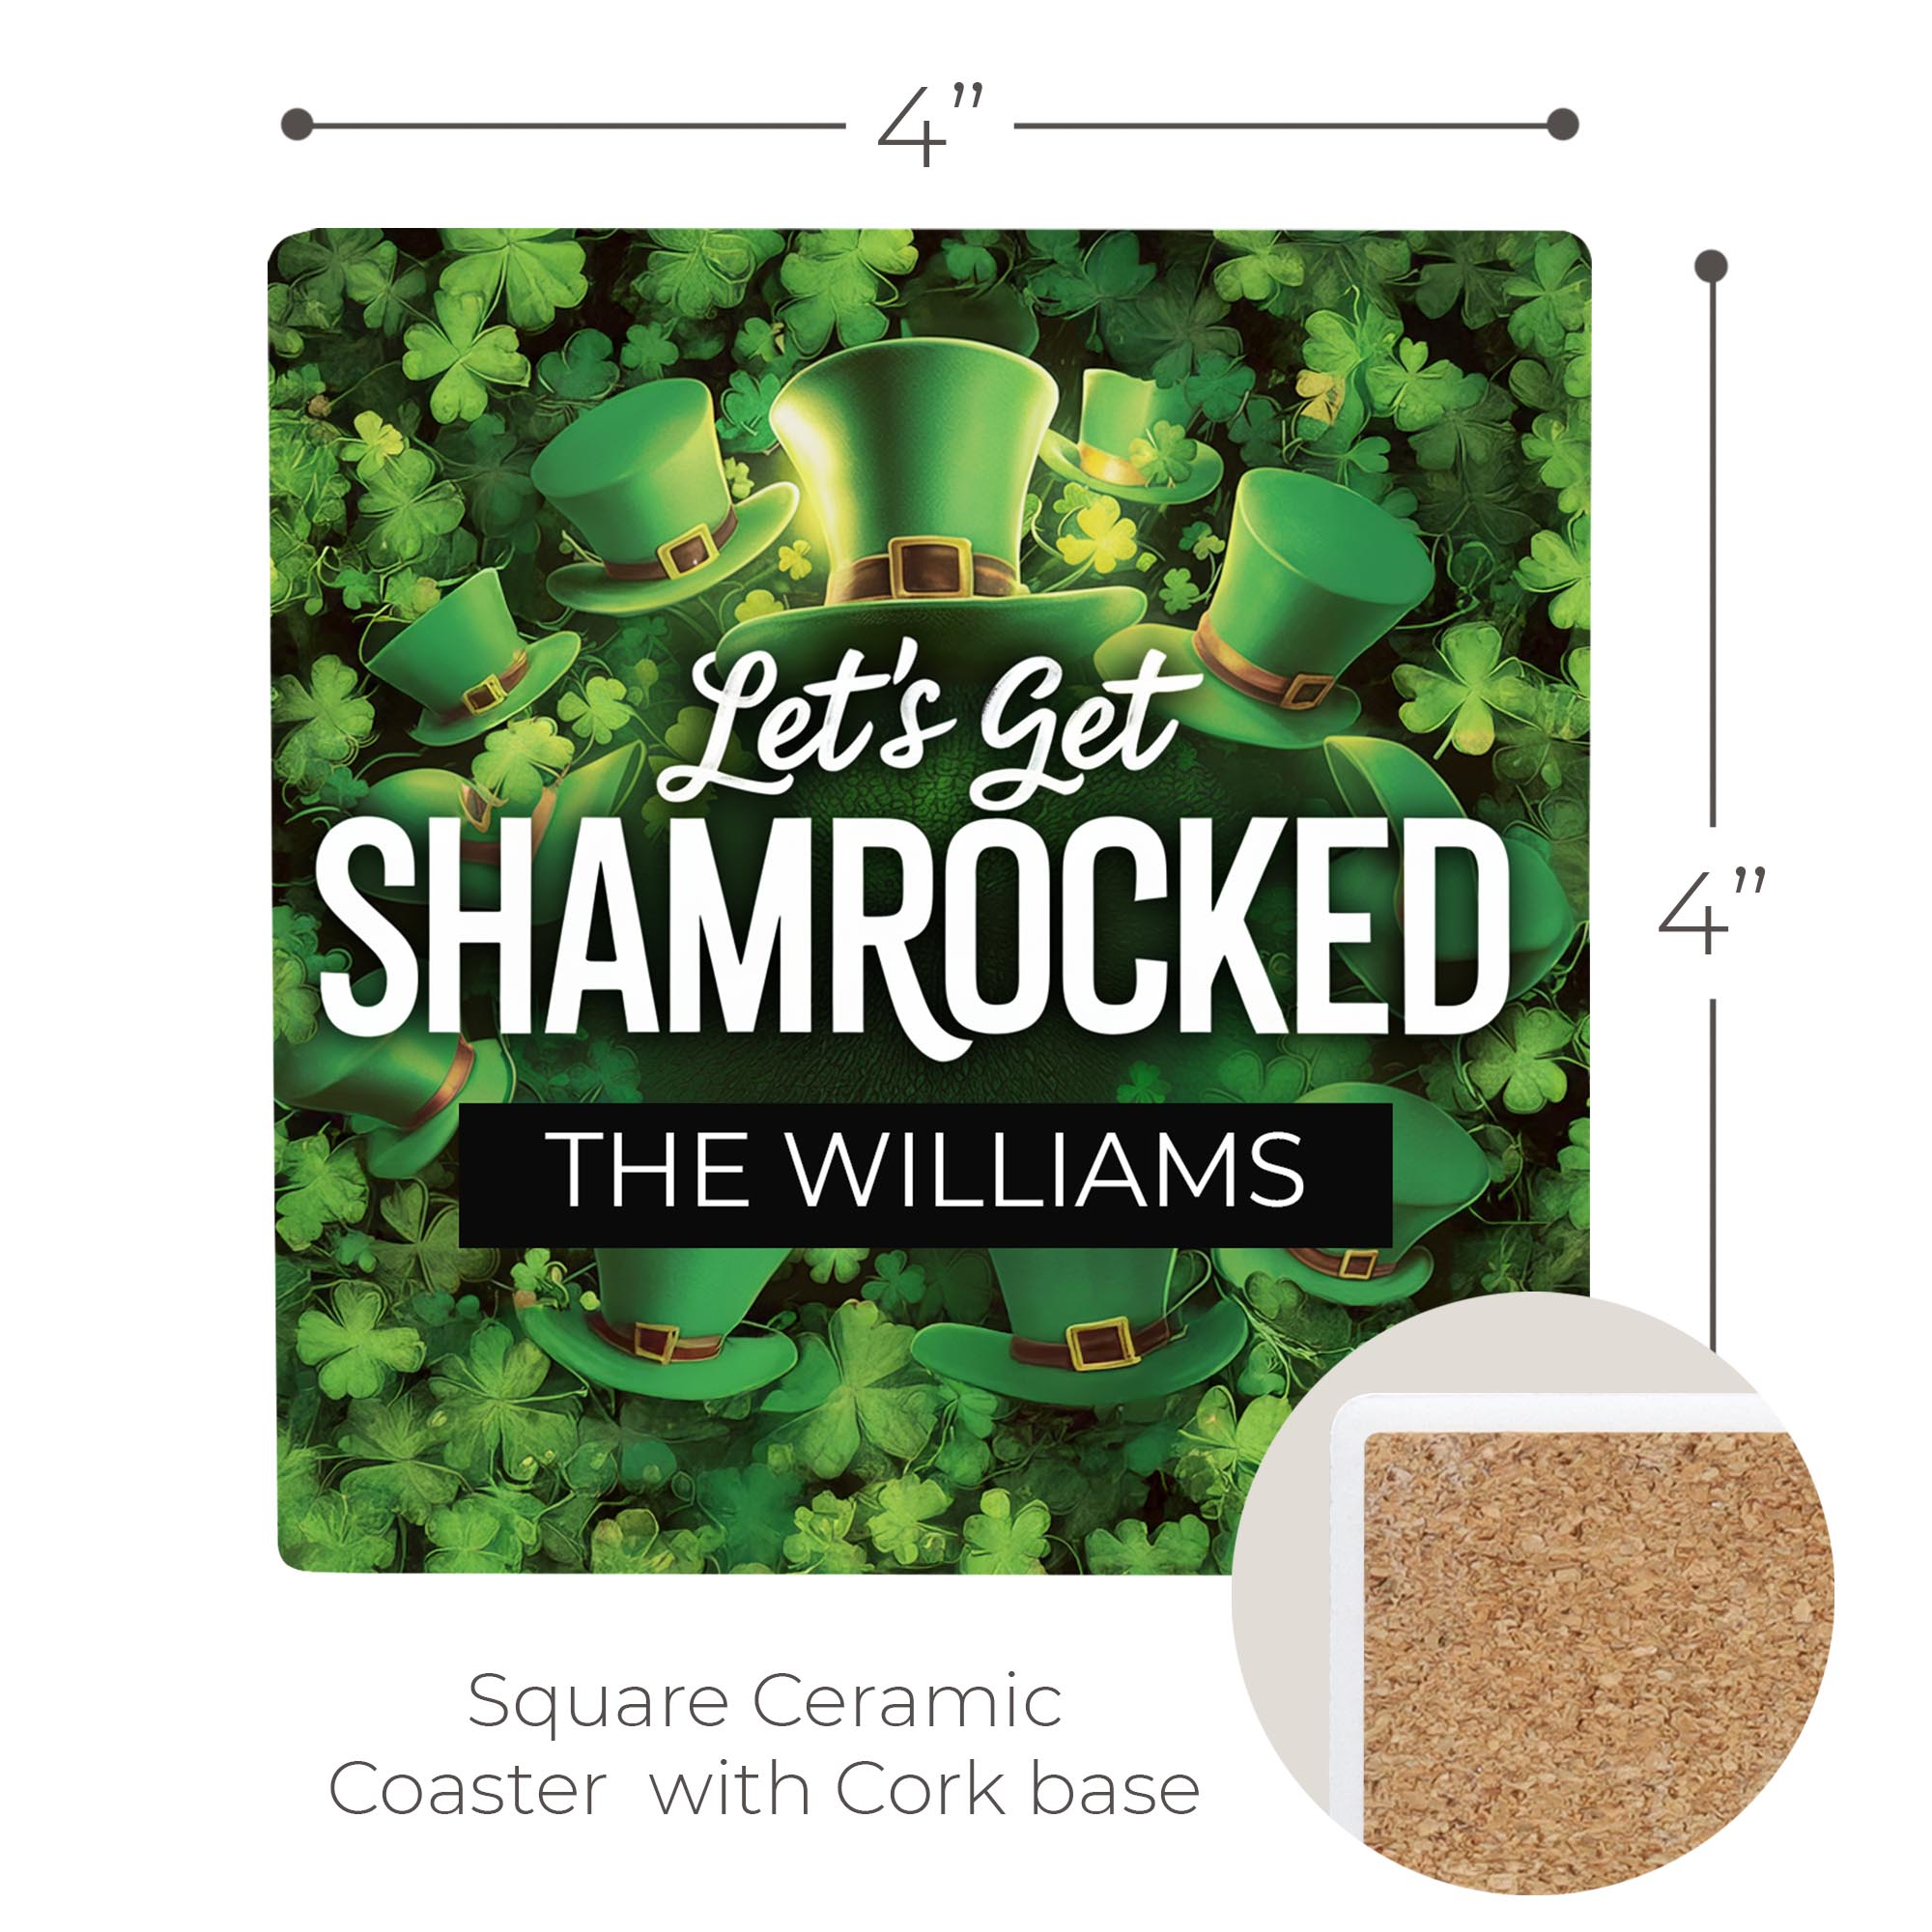 4”
Let's Get
SHAMROCKED
4”
THE WILLIAMS
Square Ceramic
Coaster with Cork base